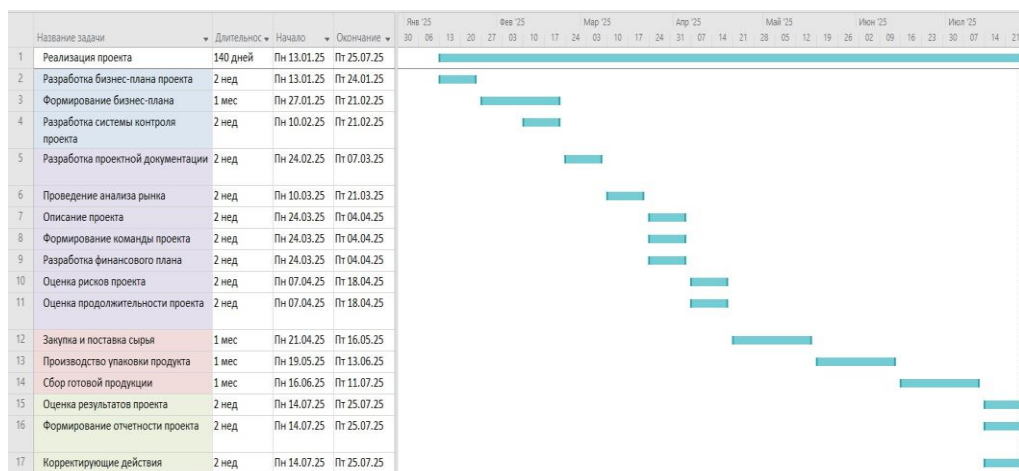 Янв '25 Фев '25 Мар '25 Апр '25 Май '25 Июн '25 Июл '25
Название задачи Длительнос Начало Окончание 30 06 13 20 27 03 10 17 24 03 10 17 24 31 07 14 21 28 05 12 19 26 02 09 16 23 30 07 14 21
1 Реализация проекта 140 дней Пн 13.01.25 Пт 25.07.25
2 Разработка бизнес-плана проекта 2 нед Пн 13.01.25 Пт 24.01.25
3 Формирование бизнес-плана 1 мес Пн 27.01.25 Пт 21.02.25
4 Разработка системы контроля 2 нед Пн 10.02.25 Пт 21.02.25
проекта
5 Разработка проектной документации 2 нед Пн 24.02.25 Пт 07.03.25
6 Проведение анализа рынка 2 нед Пн 10.03.25 Пт 21.03.25
7 Описание проекта 2 нед Пн 24.03.25 Пт 04.04.25
8 Формирование команды проекта 2 нед Пн 24.03.25 Пт 04.04.25
9 Разработка финансового плана 2 нед Пн 24.03.25 Пт 04.04.25
10 Оценка рисков проекта 2 нед Пн 07.04.25 Пт 18.04.25
11 Оценка продолжительности проекта 2 нед Пн 07.04.25 Пт 18.04.25
12 Закупка и поставка сырья 1 мес Пн 21.04.25 Пт 16.05.25
13 Производство упаковки продукта 1 мес Пн 19.05.25 Пт 13.06.25
14 Сбор готовой продукции 1 мес Пн 16.06.25 Пт 11.07.25
15 Оценка результатов проекта 2 нед Пн 14.07.25 Пт 25.07.25
16 Формирование отчетности проекта 2 нед Пн 14.07.25 Пт 25.07.25
17 Корректирующие действия 2 нед Пн 14.07.25 Пт 25.07.25